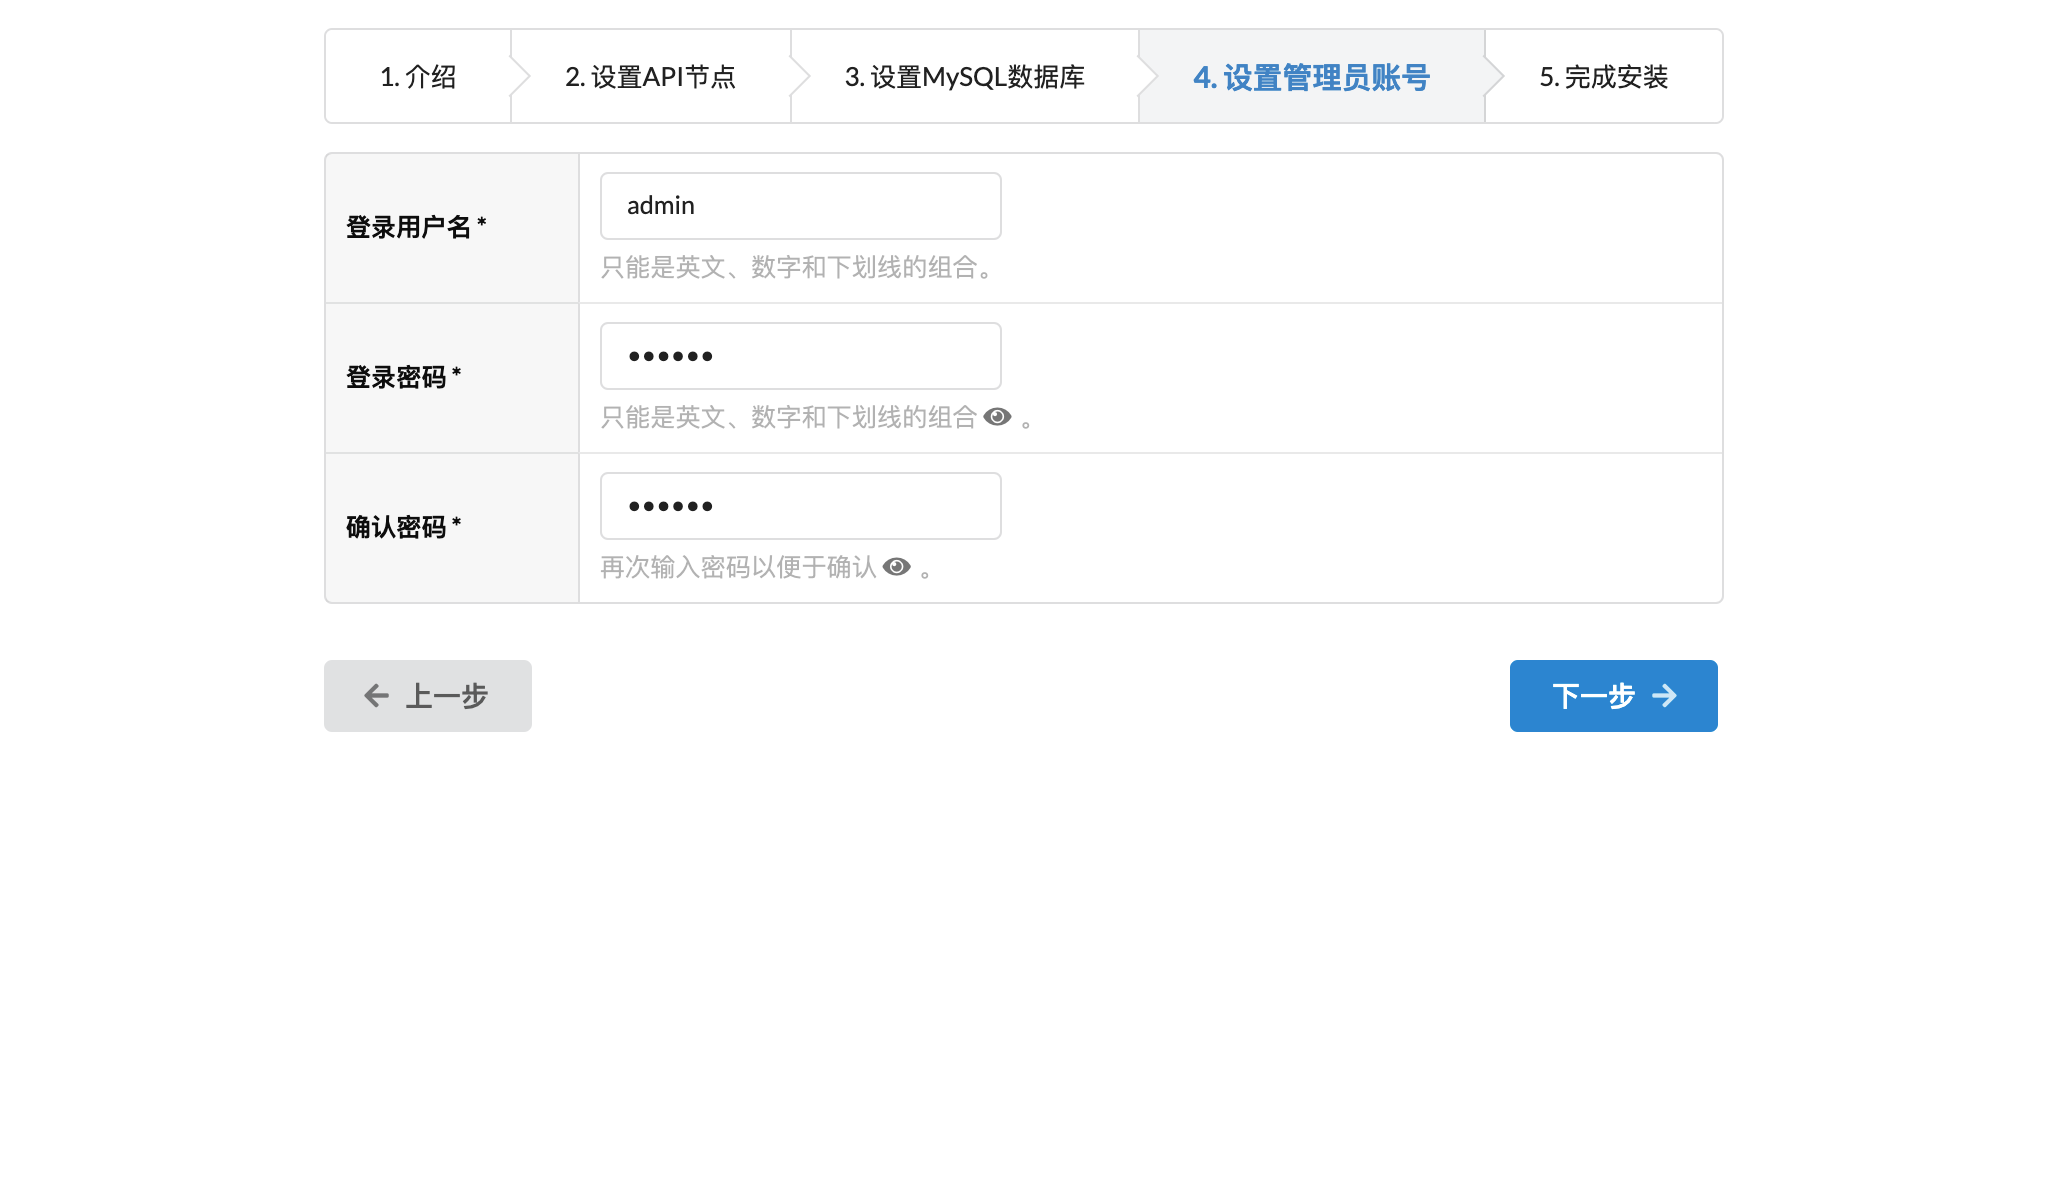 1. 介绍
2. 设置API节点
3. 设置MySQL数据库
4. 设置管理员账号
5. 完成安装
登录用户名 *
admin
只能是英文、数字和下划线的组合。
登录密码 *
••••••
只能是英文、数字和下划线的组合 。
确认密码 *
••••••
再次输入密码以便于确认 。
上一步
下一步